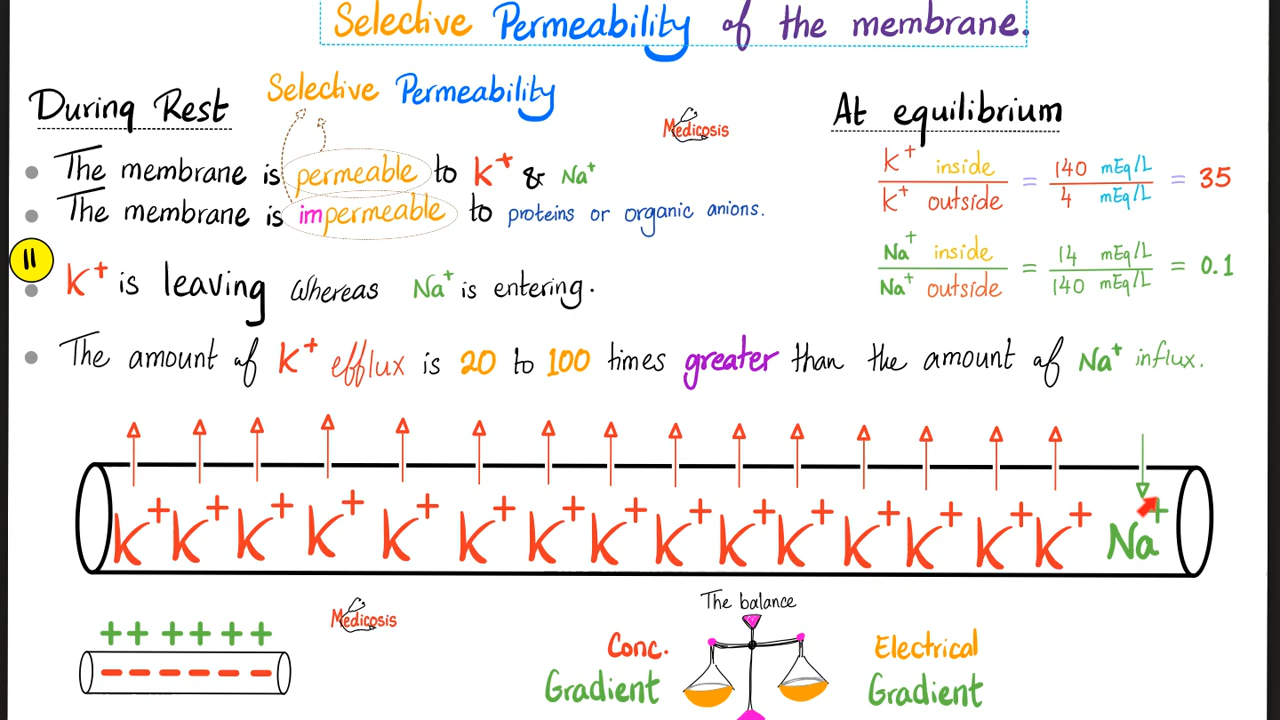 Selective Permeability of the membrane.
During Rest
Selective Permeability
Medicosis
The membrane is permeable to K⁺ & Na⁺
The membrane is impermeable to proteins or organic anions.
11
K⁺ is leaving whereas Na⁺ is entering.
The amount of K⁺ efflux is 20 to 100 times greater than the amount of Na⁺ influx.
At equilibrium
K⁺ inside / K⁺ outside = 140 mEq/L / 4 mEq/L = 35
Na⁺ inside / Na⁺ outside = 14 mEq/L / 140 mEq/L = 0.1
K⁺ K⁺ K⁺ K⁺ K⁺ K⁺ K⁺ K⁺ K⁺ K⁺ K⁺ K⁺ K⁺ K⁺ K⁺ Na⁺
++ ++ ++
− − − − − −
Medicosis
The balance
Conc. Gradient
Electrical Gradient